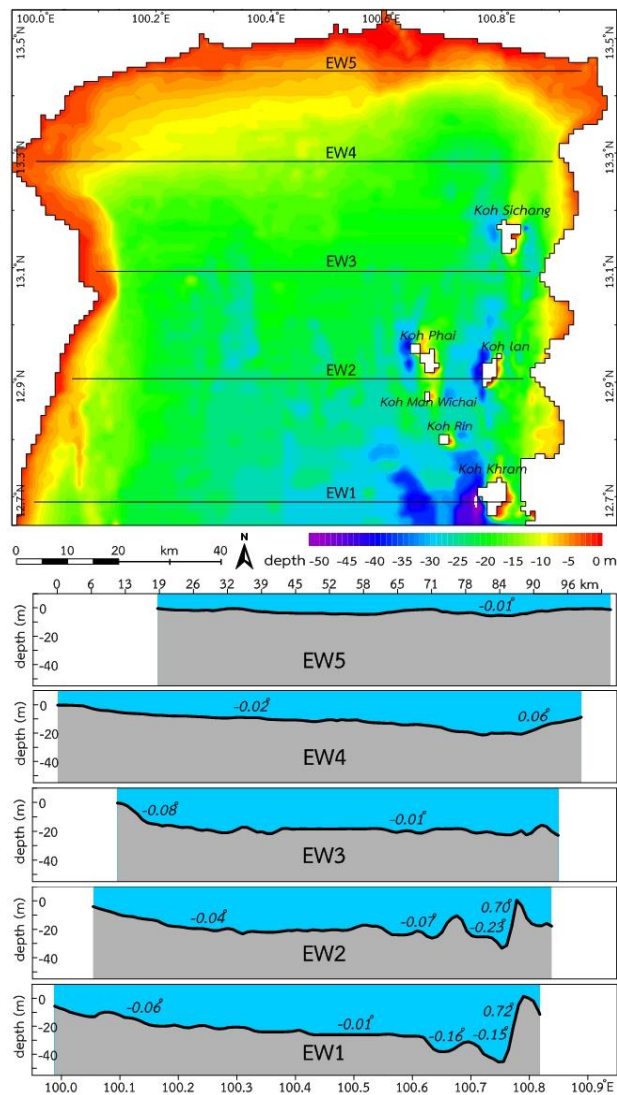 100.0°E 100.2° 100.4° 100.6° 100.8°
13.5°N 13.5°N
EW5
13.3°N EW4 13.3°N
Koh Sichang
13.1°N EW3 13.1°N
Koh Phai Koh lan
12.9°N EW2 12.9°N
Koh Man Wichai
Koh Rin
Koh Khram
12.7°N EW1 12.7°N
0 10 20 km 40 N depth -50 -45 -40 -35 -30 -25 -20 -15 -10 -5 0 m
0 6 13 19 26 32 39 45 52 58 65 71 78 84 90 96 km
depth (m) 0 -20 -40 -0.01° EW5
depth (m) 0 -20 -40 -0.02° 0.06° EW4
depth (m) 0 -20 -40 -0.08° -0.01° EW3
depth (m) 0 -20 -40 -0.04° -0.07° -0.23° 0.70° EW2
depth (m) 0 -20 -40 -0.06° -0.01° -0.16° -0.15° 0.72° EW1
100.0 100.1 100.2 100.3 100.4 100.5 100.6 100.7 100.8 100.9°E